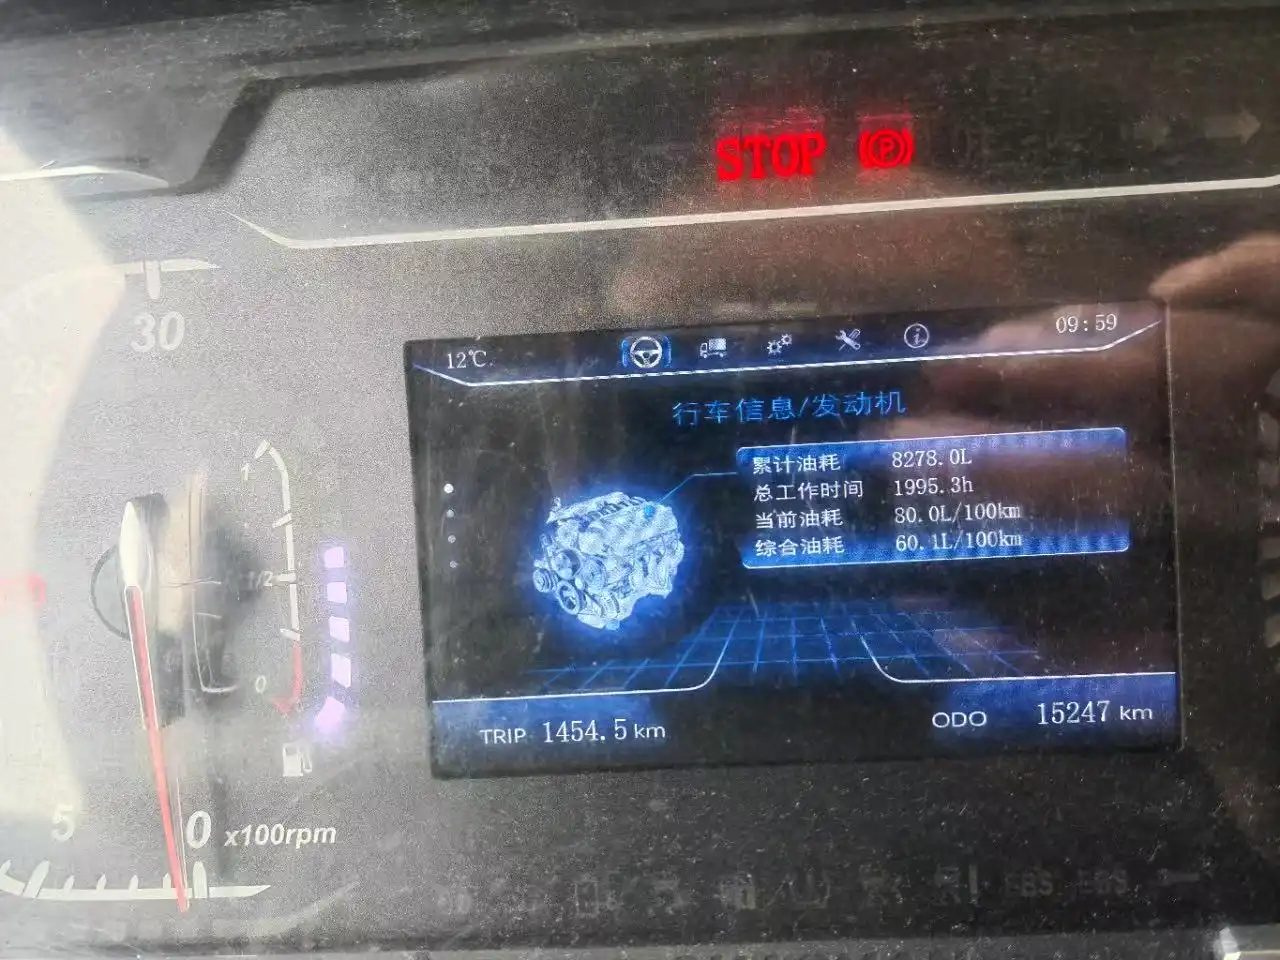 STOP (P)
30
12℃
09:59
行车信息/发动机
累计油耗 8278.0L
总工作时间 1995.3h
当前油耗 80.0L/100km
综合油耗 60.1L/100km
1
1/2
0
TRIP 1454.5 km
ODO 15247 km
5
0 x100rpm
EBS